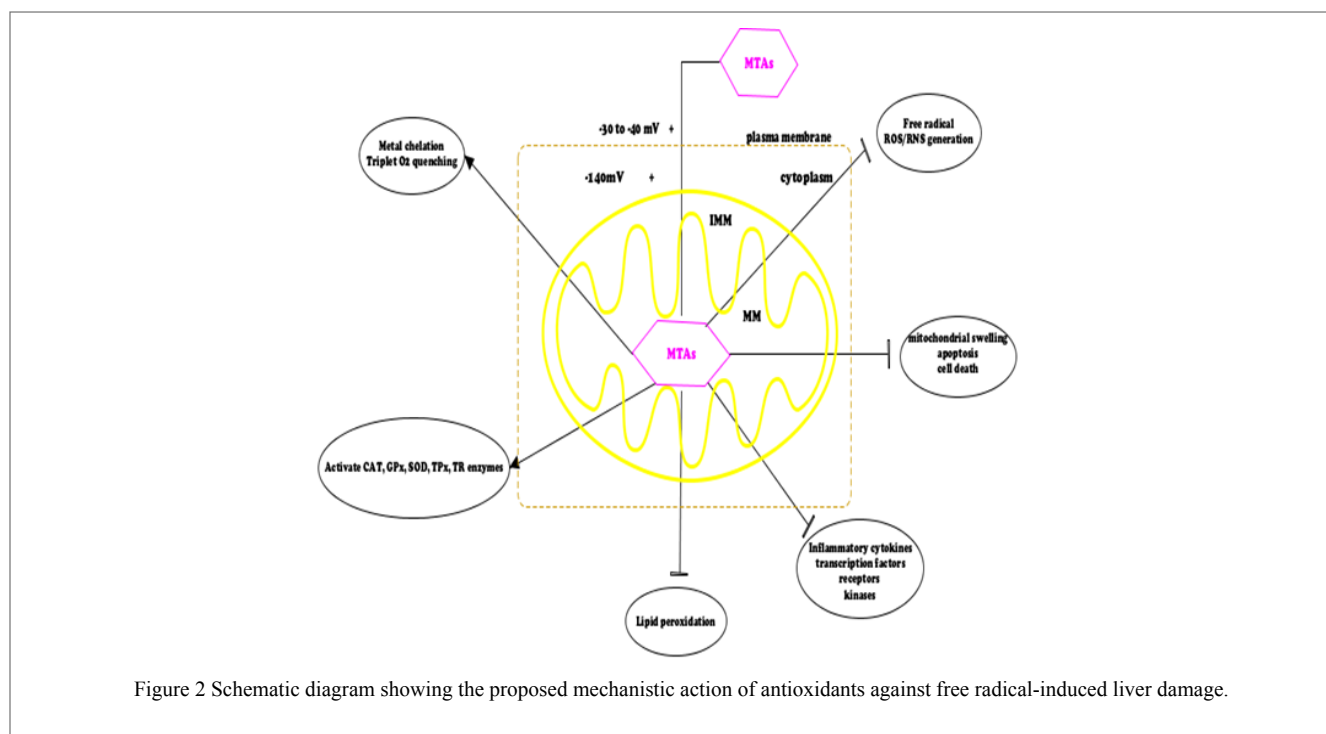 MTAs
-30 to -40 mV +
plasma membrane
Free radical
ROS/RNS generation
Metal chelation
Triplet O2 quenching
-140mV +
cytoplasm
IMM
MM
MTAs
mitochondrial swelling
apoptosis
cell death
Activate CAT, GPx, SOD, TPx, TR enzymes
Inflammatory cytokines
transcription factors
receptors
kinases
Lipid peroxidation
Figure 2 Schematic diagram showing the proposed mechanistic action of antioxidants against free radical-induced liver damage.